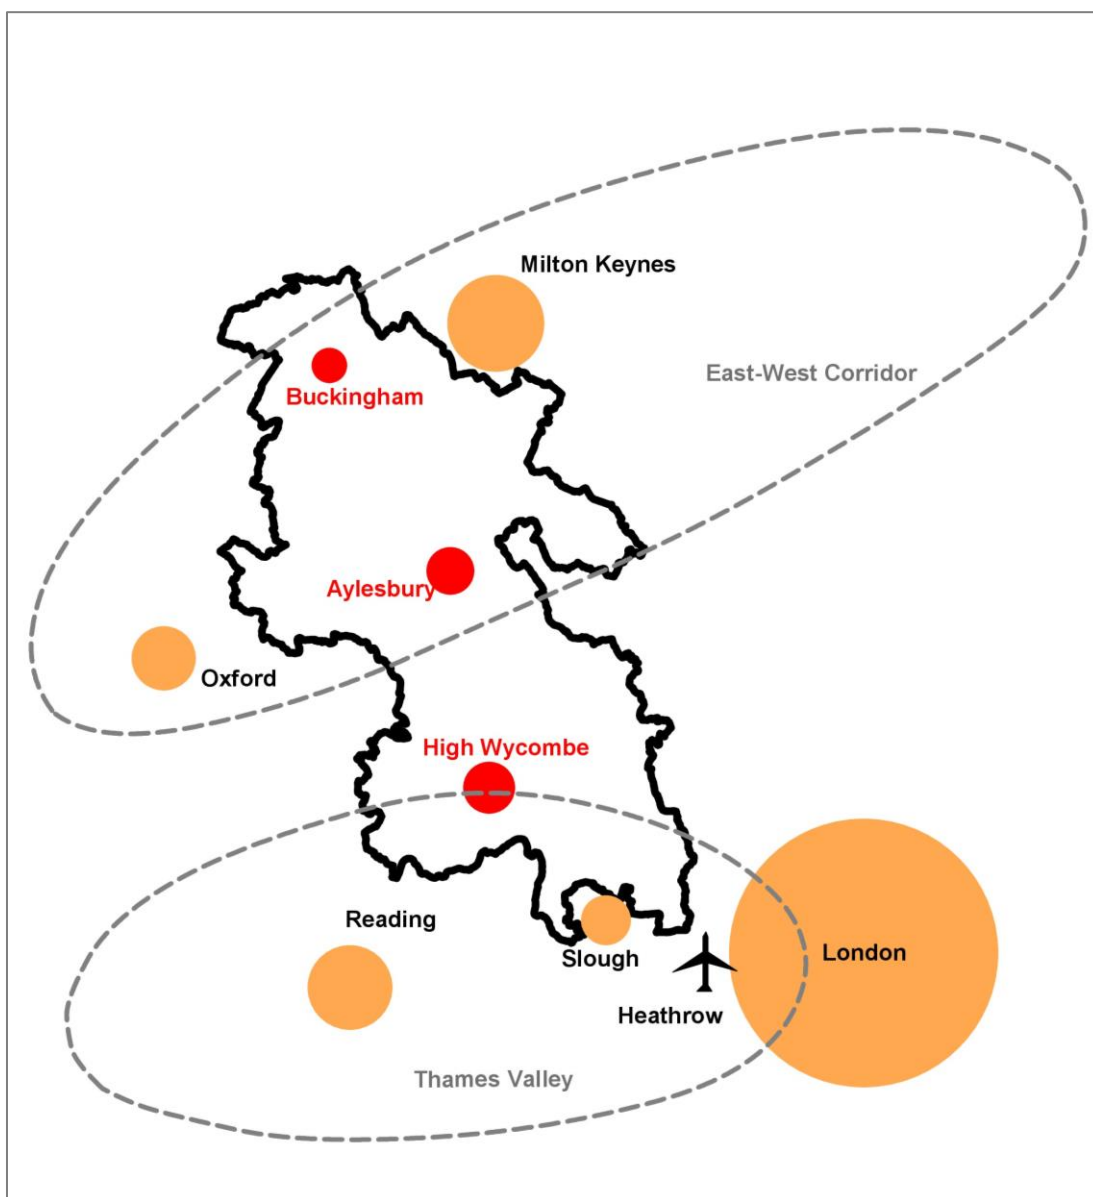 Milton Keynes
East-West Corridor
Buckingham
Aylesbury
Oxford
High Wycombe
Reading
Slough
London
Heathrow
Thames Valley